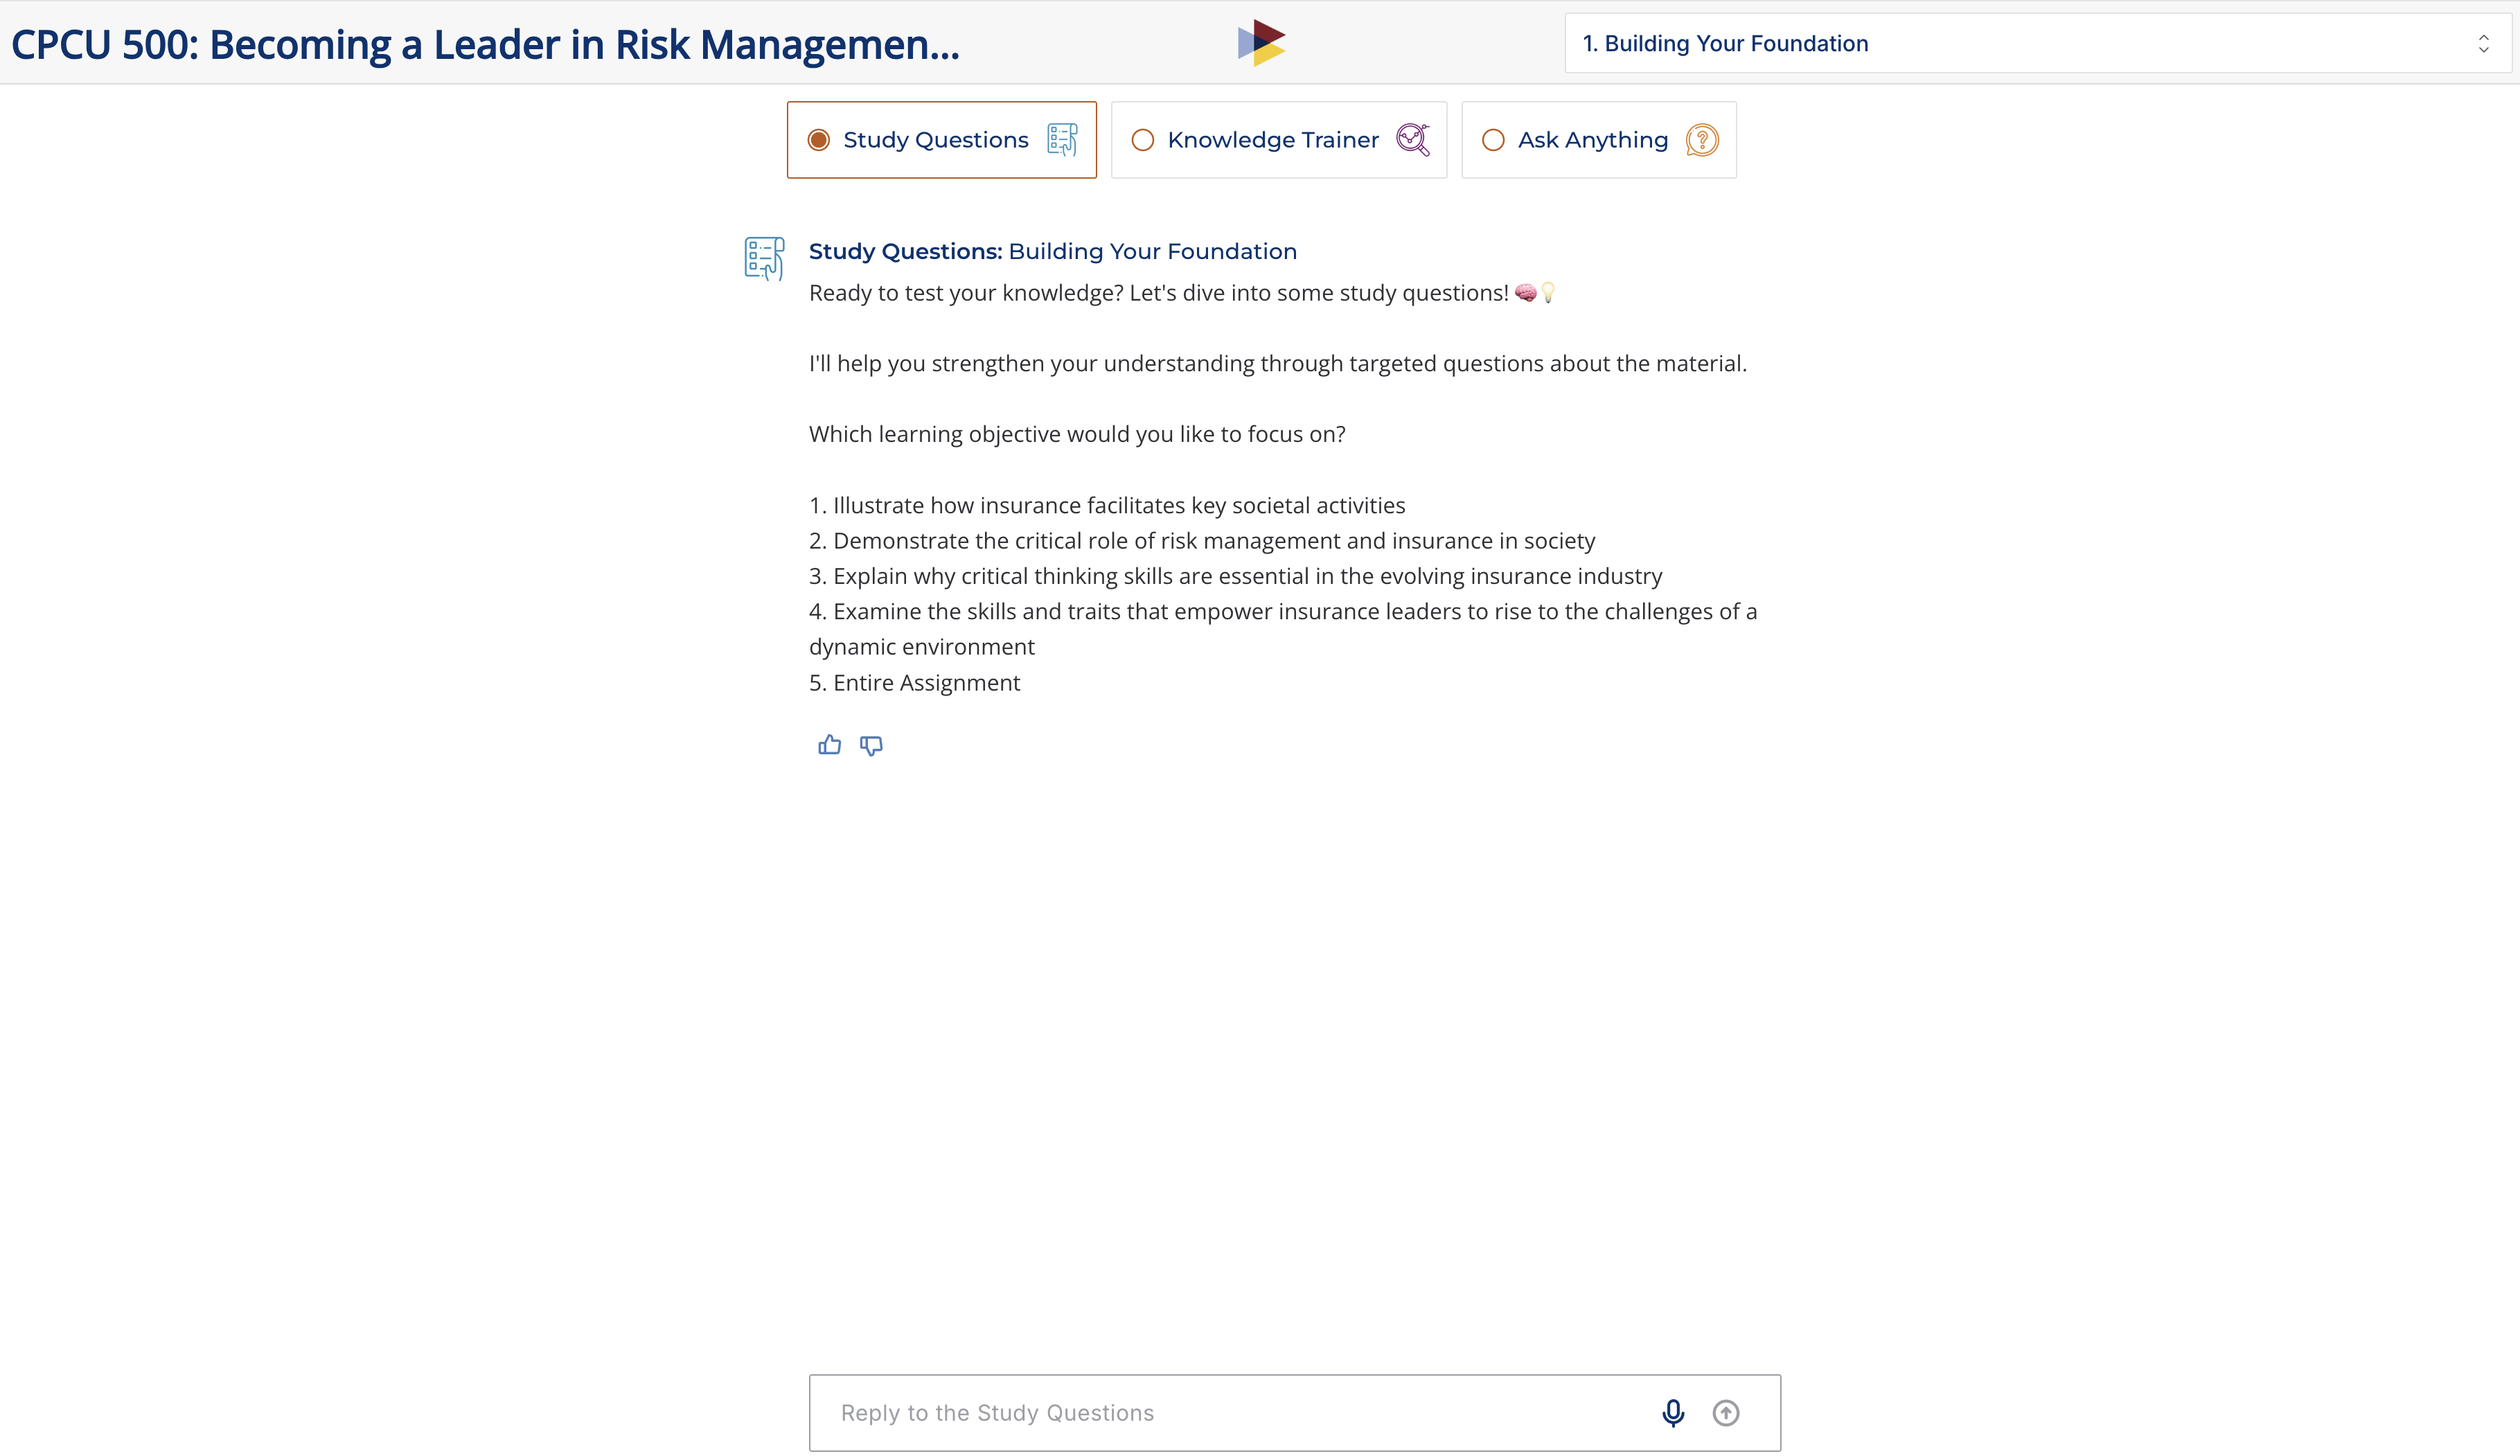 CPCU 500: Becoming a Leader in Risk Managemen...
1. Building Your Foundation
Study Questions
Knowledge Trainer
Ask Anything
Study Questions: Building Your Foundation
Ready to test your knowledge? Let's dive into some study questions! 🧠💡
I'll help you strengthen your understanding through targeted questions about the material.
Which learning objective would you like to focus on?
1. Illustrate how insurance facilitates key societal activities
2. Demonstrate the critical role of risk management and insurance in society
3. Explain why critical thinking skills are essential in the evolving insurance industry
4. Examine the skills and traits that empower insurance leaders to rise to the challenges of a
dynamic environment
5. Entire Assignment
Reply to the Study Questions